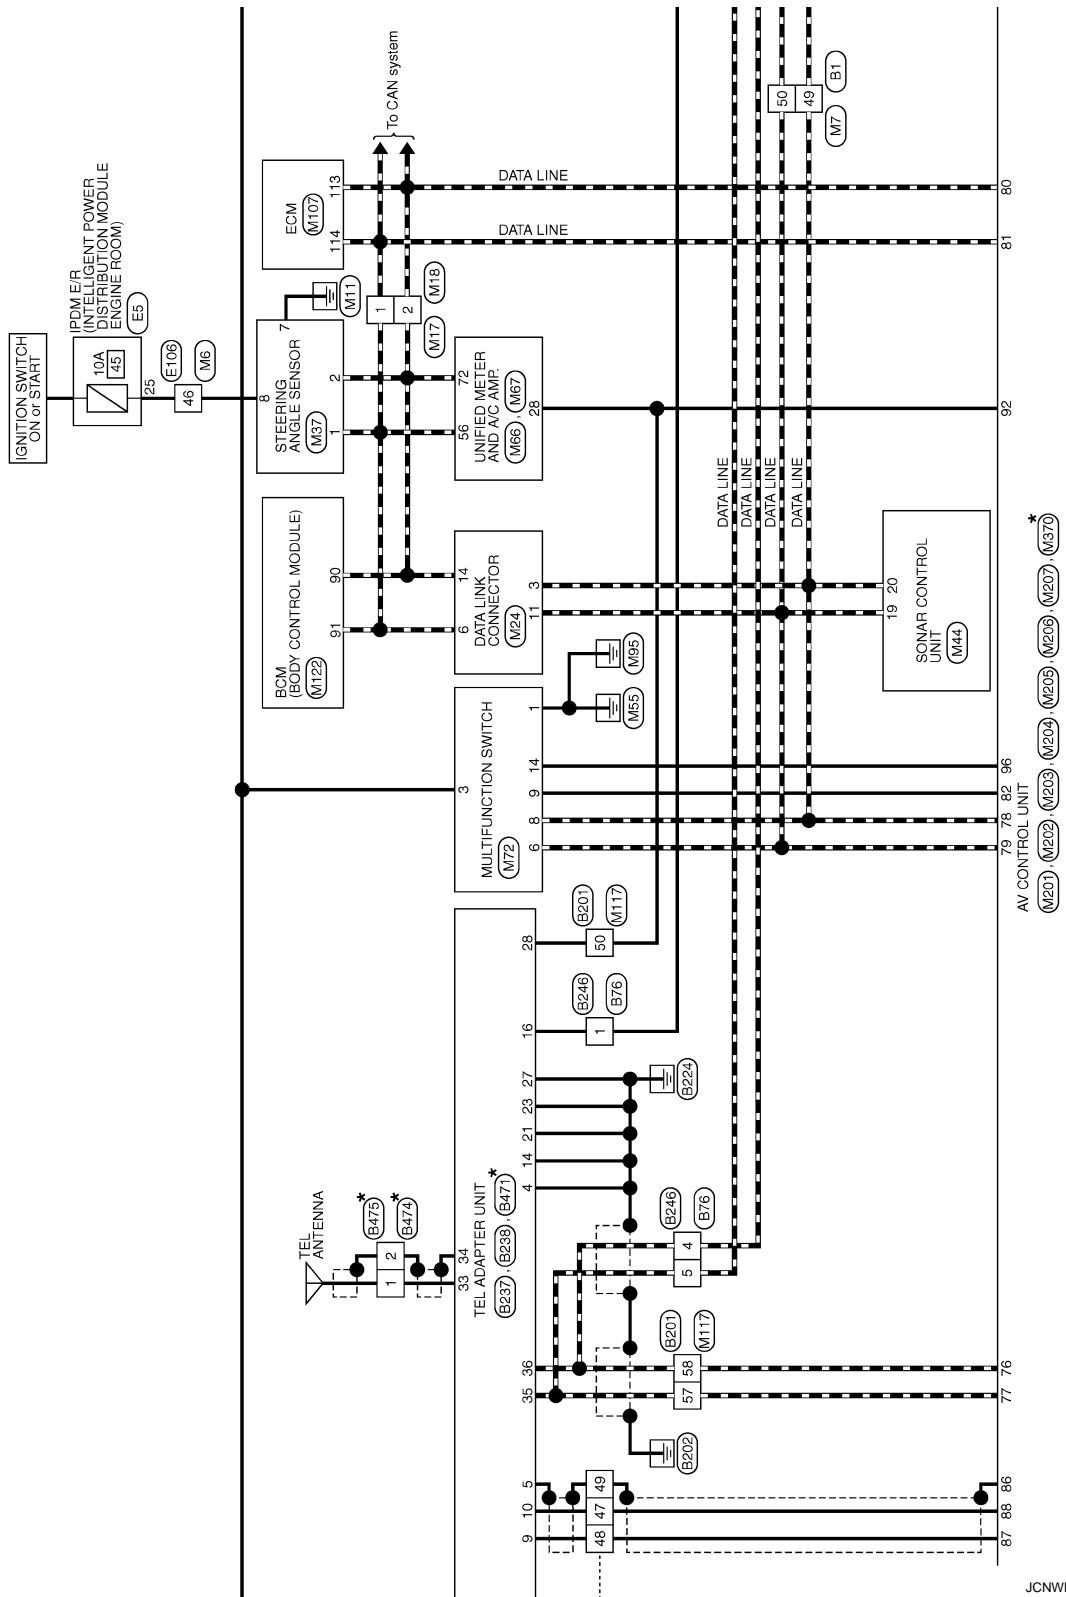 IGNITION SWITCH
ON or START
IPDM E/R
(INTELLIGENT POWER
DISTRIBUTION MODULE
ENGINE ROOM)
E5
10A
45
25
46
E106
M6
To CAN system
ECM
M107
113
114
DATA LINE
DATA LINE
80
81
50
49
B1
M7
STEERING
ANGLE SENSOR
M37
8
7
2
1
M11
1
2
M18
M17
UNIFIED METER
AND A/C AMP.
M66 , M67
72
56
28
92
BCM
(BODY CONTROL MODULE)
M122
90
91
DATA LINK
CONNECTOR
M24
14
6
3
11
DATA LINE
DATA LINE
DATA LINE
DATA LINE
SONAR CONTROL
UNIT
M44
20
19
M95
M55
MULTIFUNCTION SWITCH
M72
3
1
14
9
8
6
96
82
78
79
AV CONTROL UNIT
M201 , M202 , M203 , M204 , M205 , M206 , M207 , M370 *
28
50
B201
M117
16
1
B246
B76
27
23
21
14
4
B224
TEL
ANTENNA
B475 *
B474 *
2
1
34
33
TEL ADAPTER UNIT
B237 , B238 , B471 *
4
5
B246
B76
36
35
58
57
B201
M117
76
77
B202
5
10
9
49
47
48
86
88
87
JCNWI